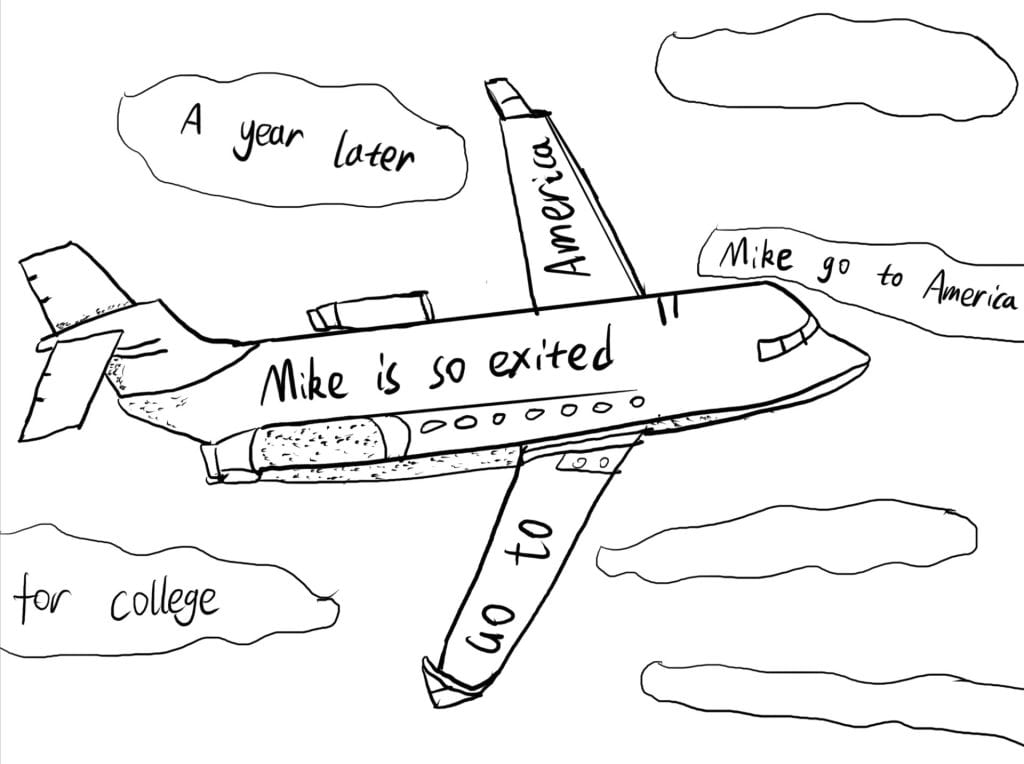 A year later
Mike go to America
for college
Mike is so exited
Go to
America